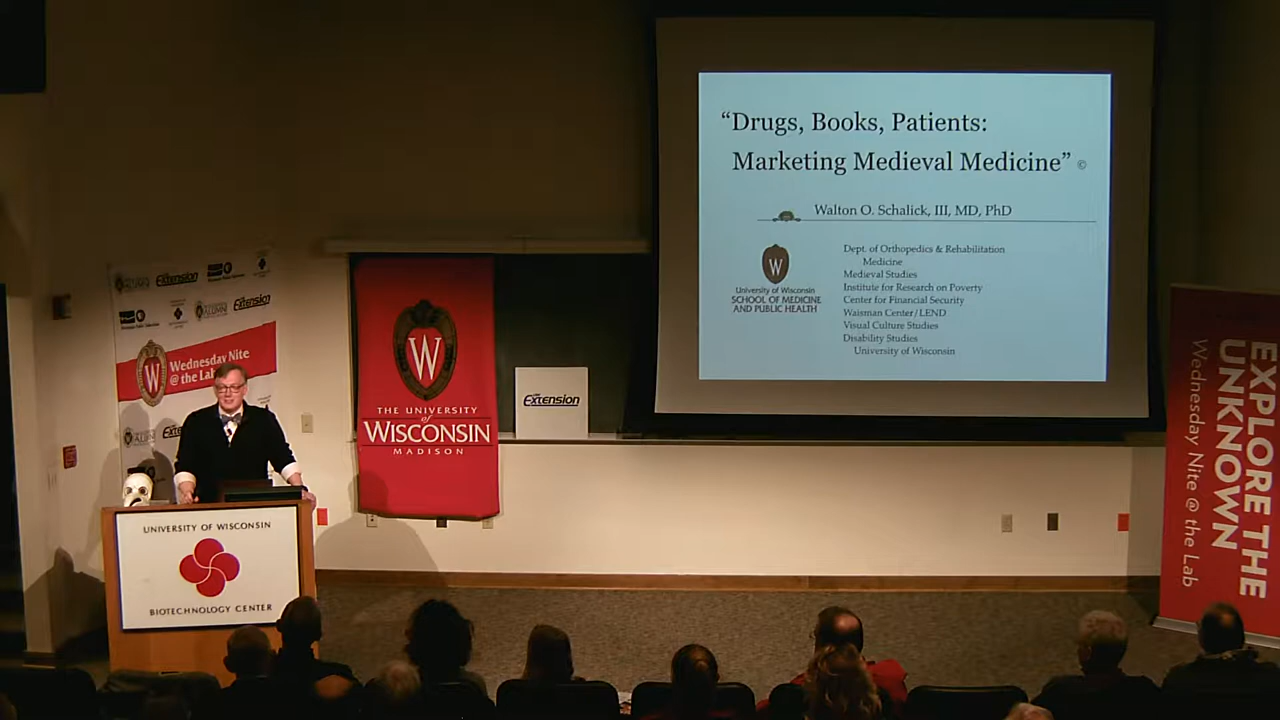 “Drugs, Books, Patients:
Marketing Medieval Medicine” ©
Walton O. Schalick, III, MD, PhD
W
University of Wisconsin
SCHOOL OF MEDICINE
AND PUBLIC HEALTH
Dept. of Orthopedics & Rehabilitation
Medicine
Medieval Studies
Institute for Research on Poverty
Center for Financial Security
Waisman Center/LEND
Visual Culture Studies
Disability Studies
University of Wisconsin
Extension
Extension
W
Wednesday Nite
@ the Lab
W
THE UNIVERSITY
of
WISCONSIN
MADISON
Extension
UNIVERSITY OF WISCONSIN
BIOTECHNOLOGY CENTER
EXPLORE THE
UNKNOWN
Wednesday Nite @ the Lab